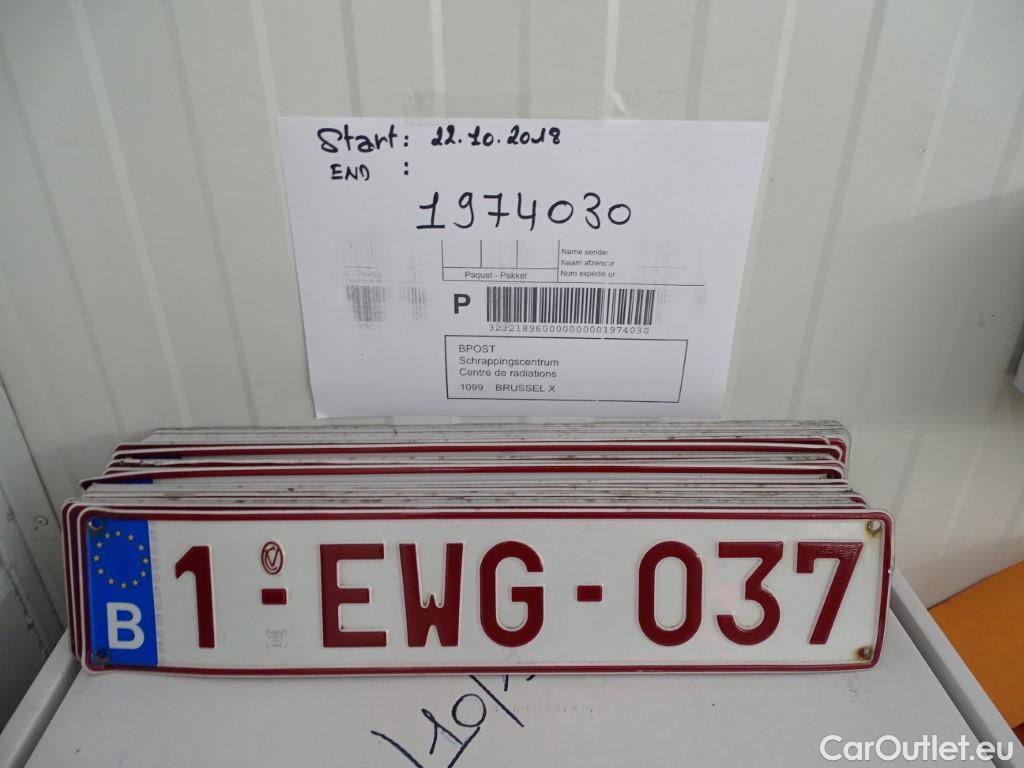 Start: 22.10.2018
END :
1974030
Name sender
Naam afzender
Paquet - Pakket Nom expéditeur
P
32321896000000001974030
BPOST
Schrappingscentrum
Centre de radiations
1099 BRUSSEL X
B 1-EWG-037
CarOutlet.eu